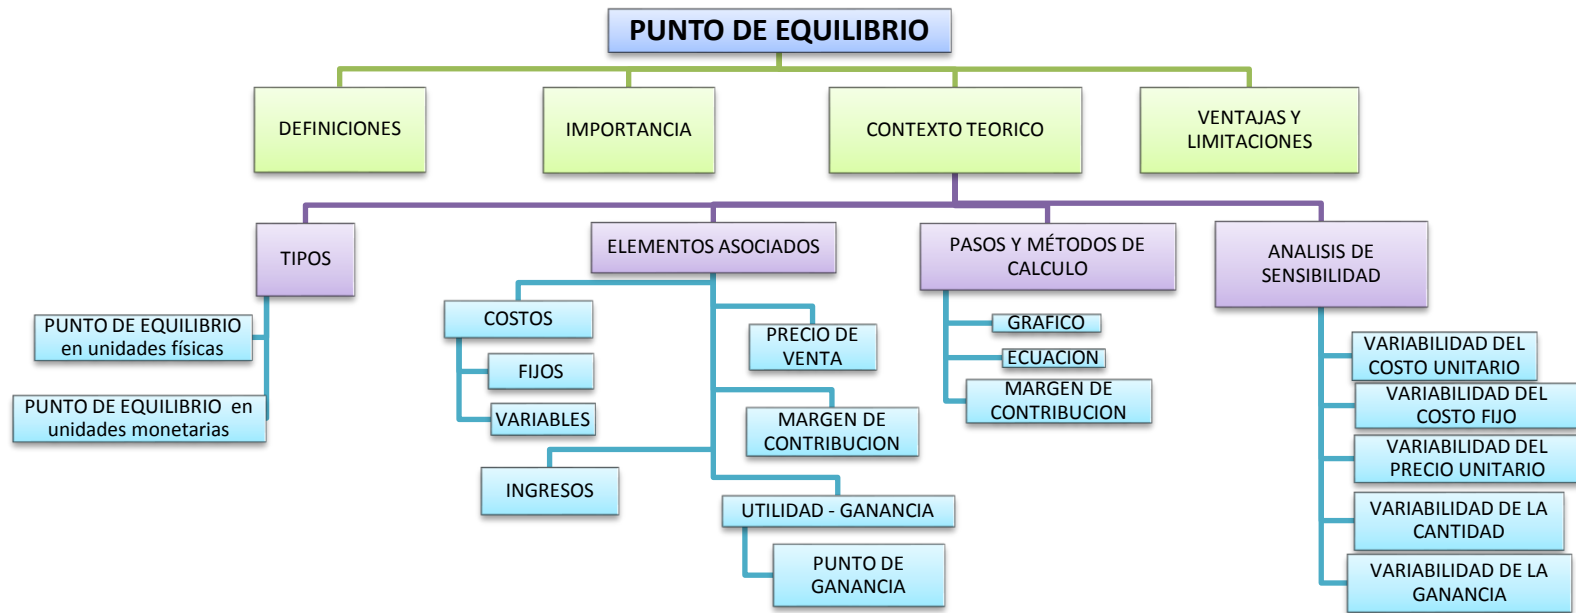 PUNTO DE EQUILIBRIO
DEFINICIONES
IMPORTANCIA
CONTEXTO TEORICO
VENTAJAS Y
LIMITACIONES
TIPOS
ELEMENTOS ASOCIADOS
PASOS Y MÉTODOS DE
CALCULO
ANALISIS DE
SENSIBILIDAD
PUNTO DE EQUILIBRIO
en unidades físicas
PUNTO DE EQUILIBRIO en
unidades monetarias
COSTOS
FIJOS
VARIABLES
INGRESOS
PRECIO DE
VENTA
MARGEN DE
CONTRIBUCION
UTILIDAD - GANANCIA
PUNTO DE
GANANCIA
GRAFICO
ECUACION
MARGEN DE
CONTRIBUCION
VARIABILIDAD DEL
COSTO UNITARIO
VARIABILIDAD DEL
COSTO FIJO
VARIABILIDAD DEL
PRECIO UNITARIO
VARIABILIDAD DE LA
CANTIDAD
VARIABILIDAD DE LA
GANANCIA